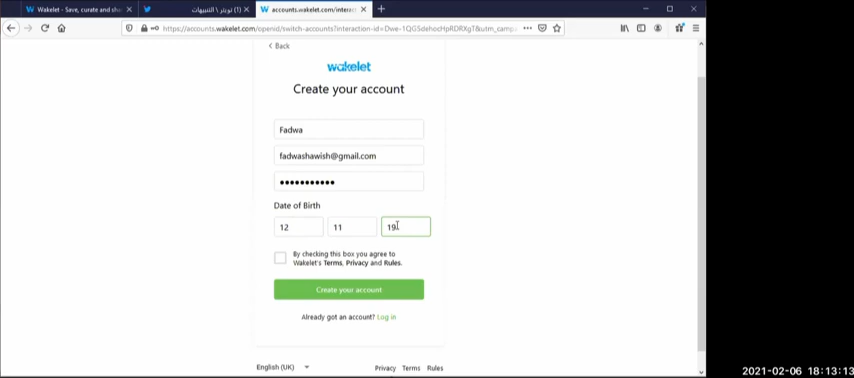 Wakelet - Save, curate and sha
(1) تويتر \ التنبيهات
accounts.wakelet.com/interact
https://accounts.wakelet.com/openid/switch-accounts?interaction-id=Dwe-1QG5dehocHpRDRXgT&utm_camp
< Back
wakelet
Create your account
Fadwa
fadwashawish@gmail.com
Date of Birth
12 11 19
By checking this box you agree to
Wakelet's Terms, Privacy and Rules.
Create your account
Already got an account? Log in
English (UK) Privacy Terms Rules
2021-02-06 18:13:13